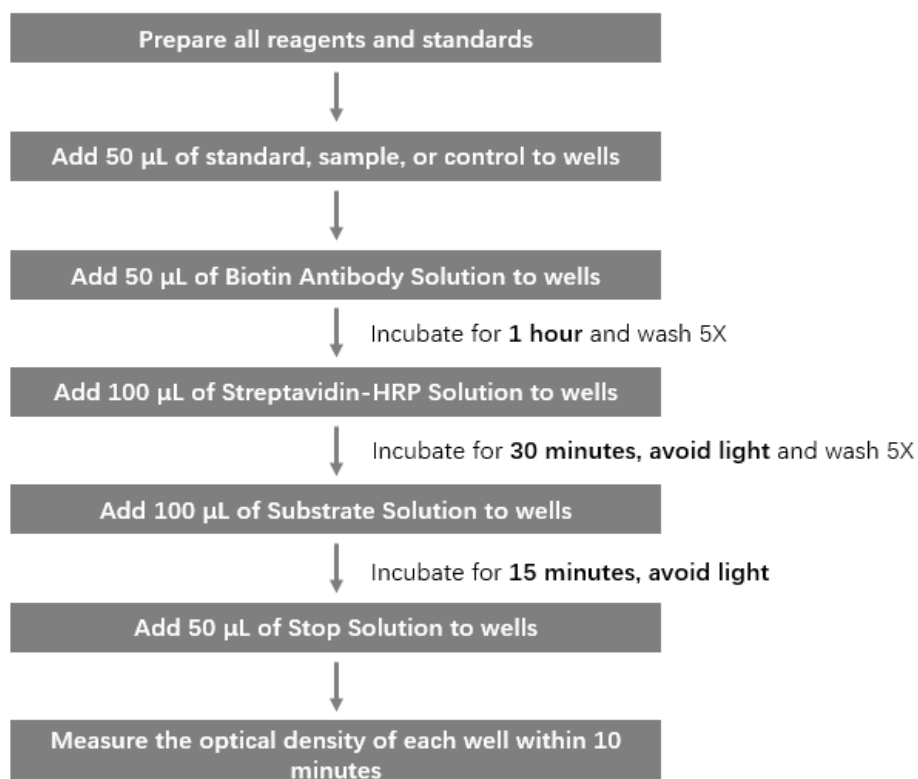 Prepare all reagents and standards
Add 50 µL of standard, sample, or control to wells
Add 50 µL of Biotin Antibody Solution to wells
Incubate for 1 hour and wash 5X
Add 100 µL of Streptavidin-HRP Solution to wells
Incubate for 30 minutes, avoid light and wash 5X
Add 100 µL of Substrate Solution to wells
Incubate for 15 minutes, avoid light
Add 50 µL of Stop Solution to wells
Measure the optical density of each well within 10
minutes